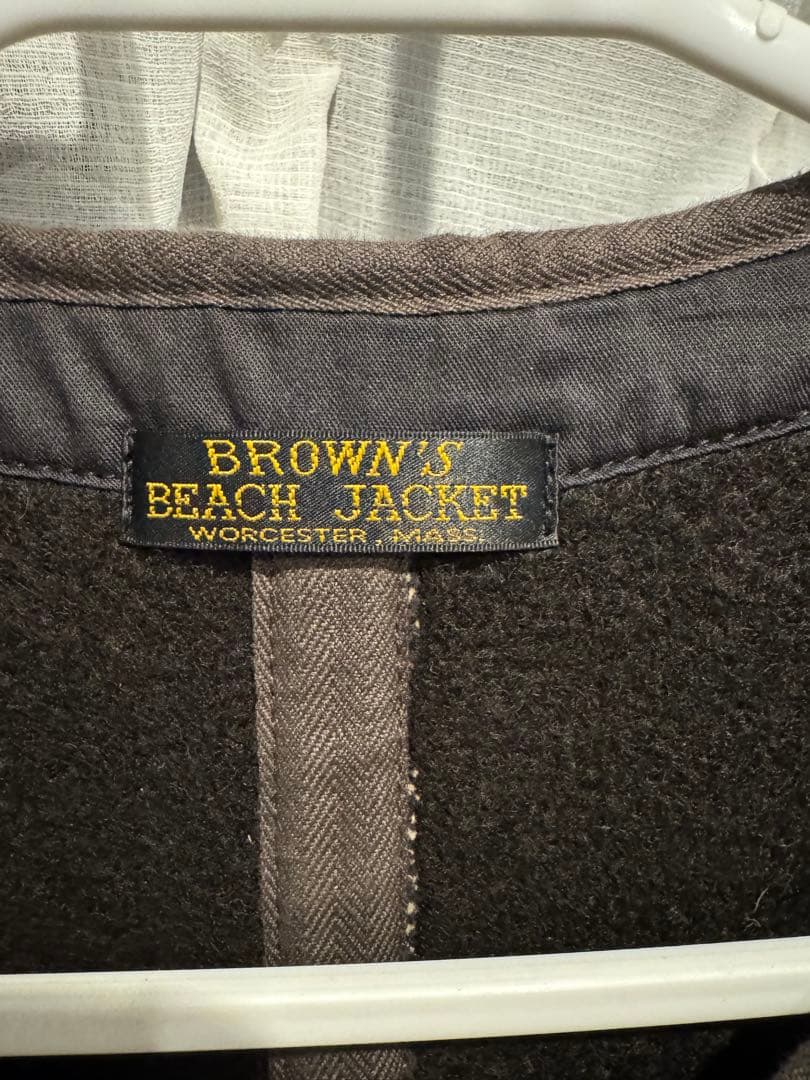 BROWN'S
BEACH JACKET
WORCESTER, MASS.